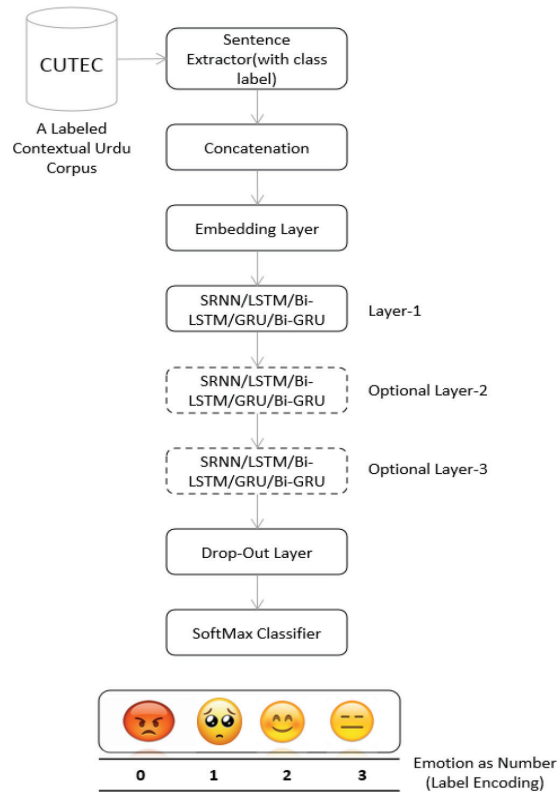 CUTEC
A Labeled
Contextual Urdu
Corpus
Sentence
Extractor(with class
label)
Concatenation
Embedding Layer
SRNN/LSTM/Bi-
LSTM/GRU/Bi-GRU
Layer-1
SRNN/LSTM/Bi-
LSTM/GRU/Bi-GRU
Optional Layer-2
SRNN/LSTM/Bi-
LSTM/GRU/Bi-GRU
Optional Layer-3
Drop-Out Layer
SoftMax Classifier
0 1 2 3
Emotion as Number
(Label Encoding)